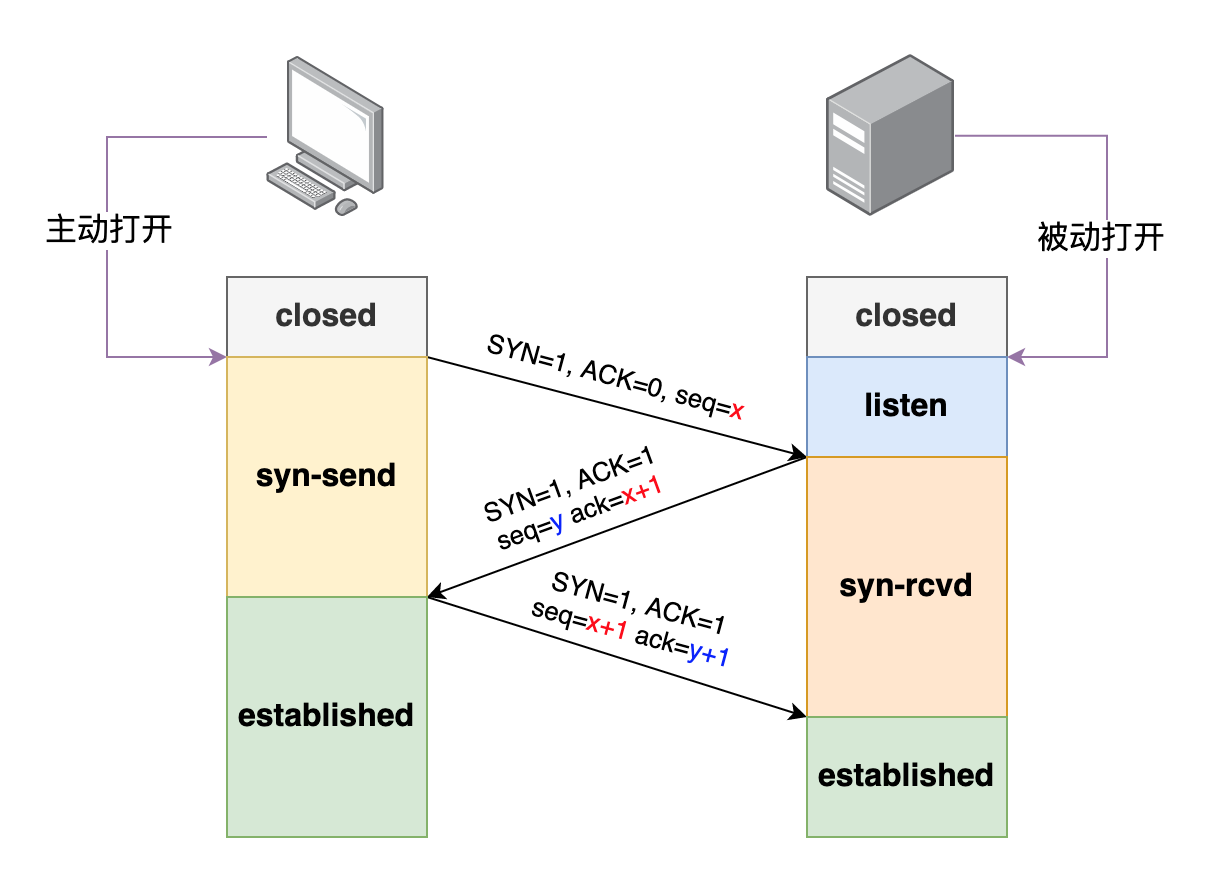 主动打开
被动打开
closed
closed
SYN=1, ACK=0, seq=x
listen
syn-send
SYN=1, ACK=1
seq=y ack=x+1
syn-rcvd
SYN=1, ACK=1
seq=x+1 ack=y+1
established
established